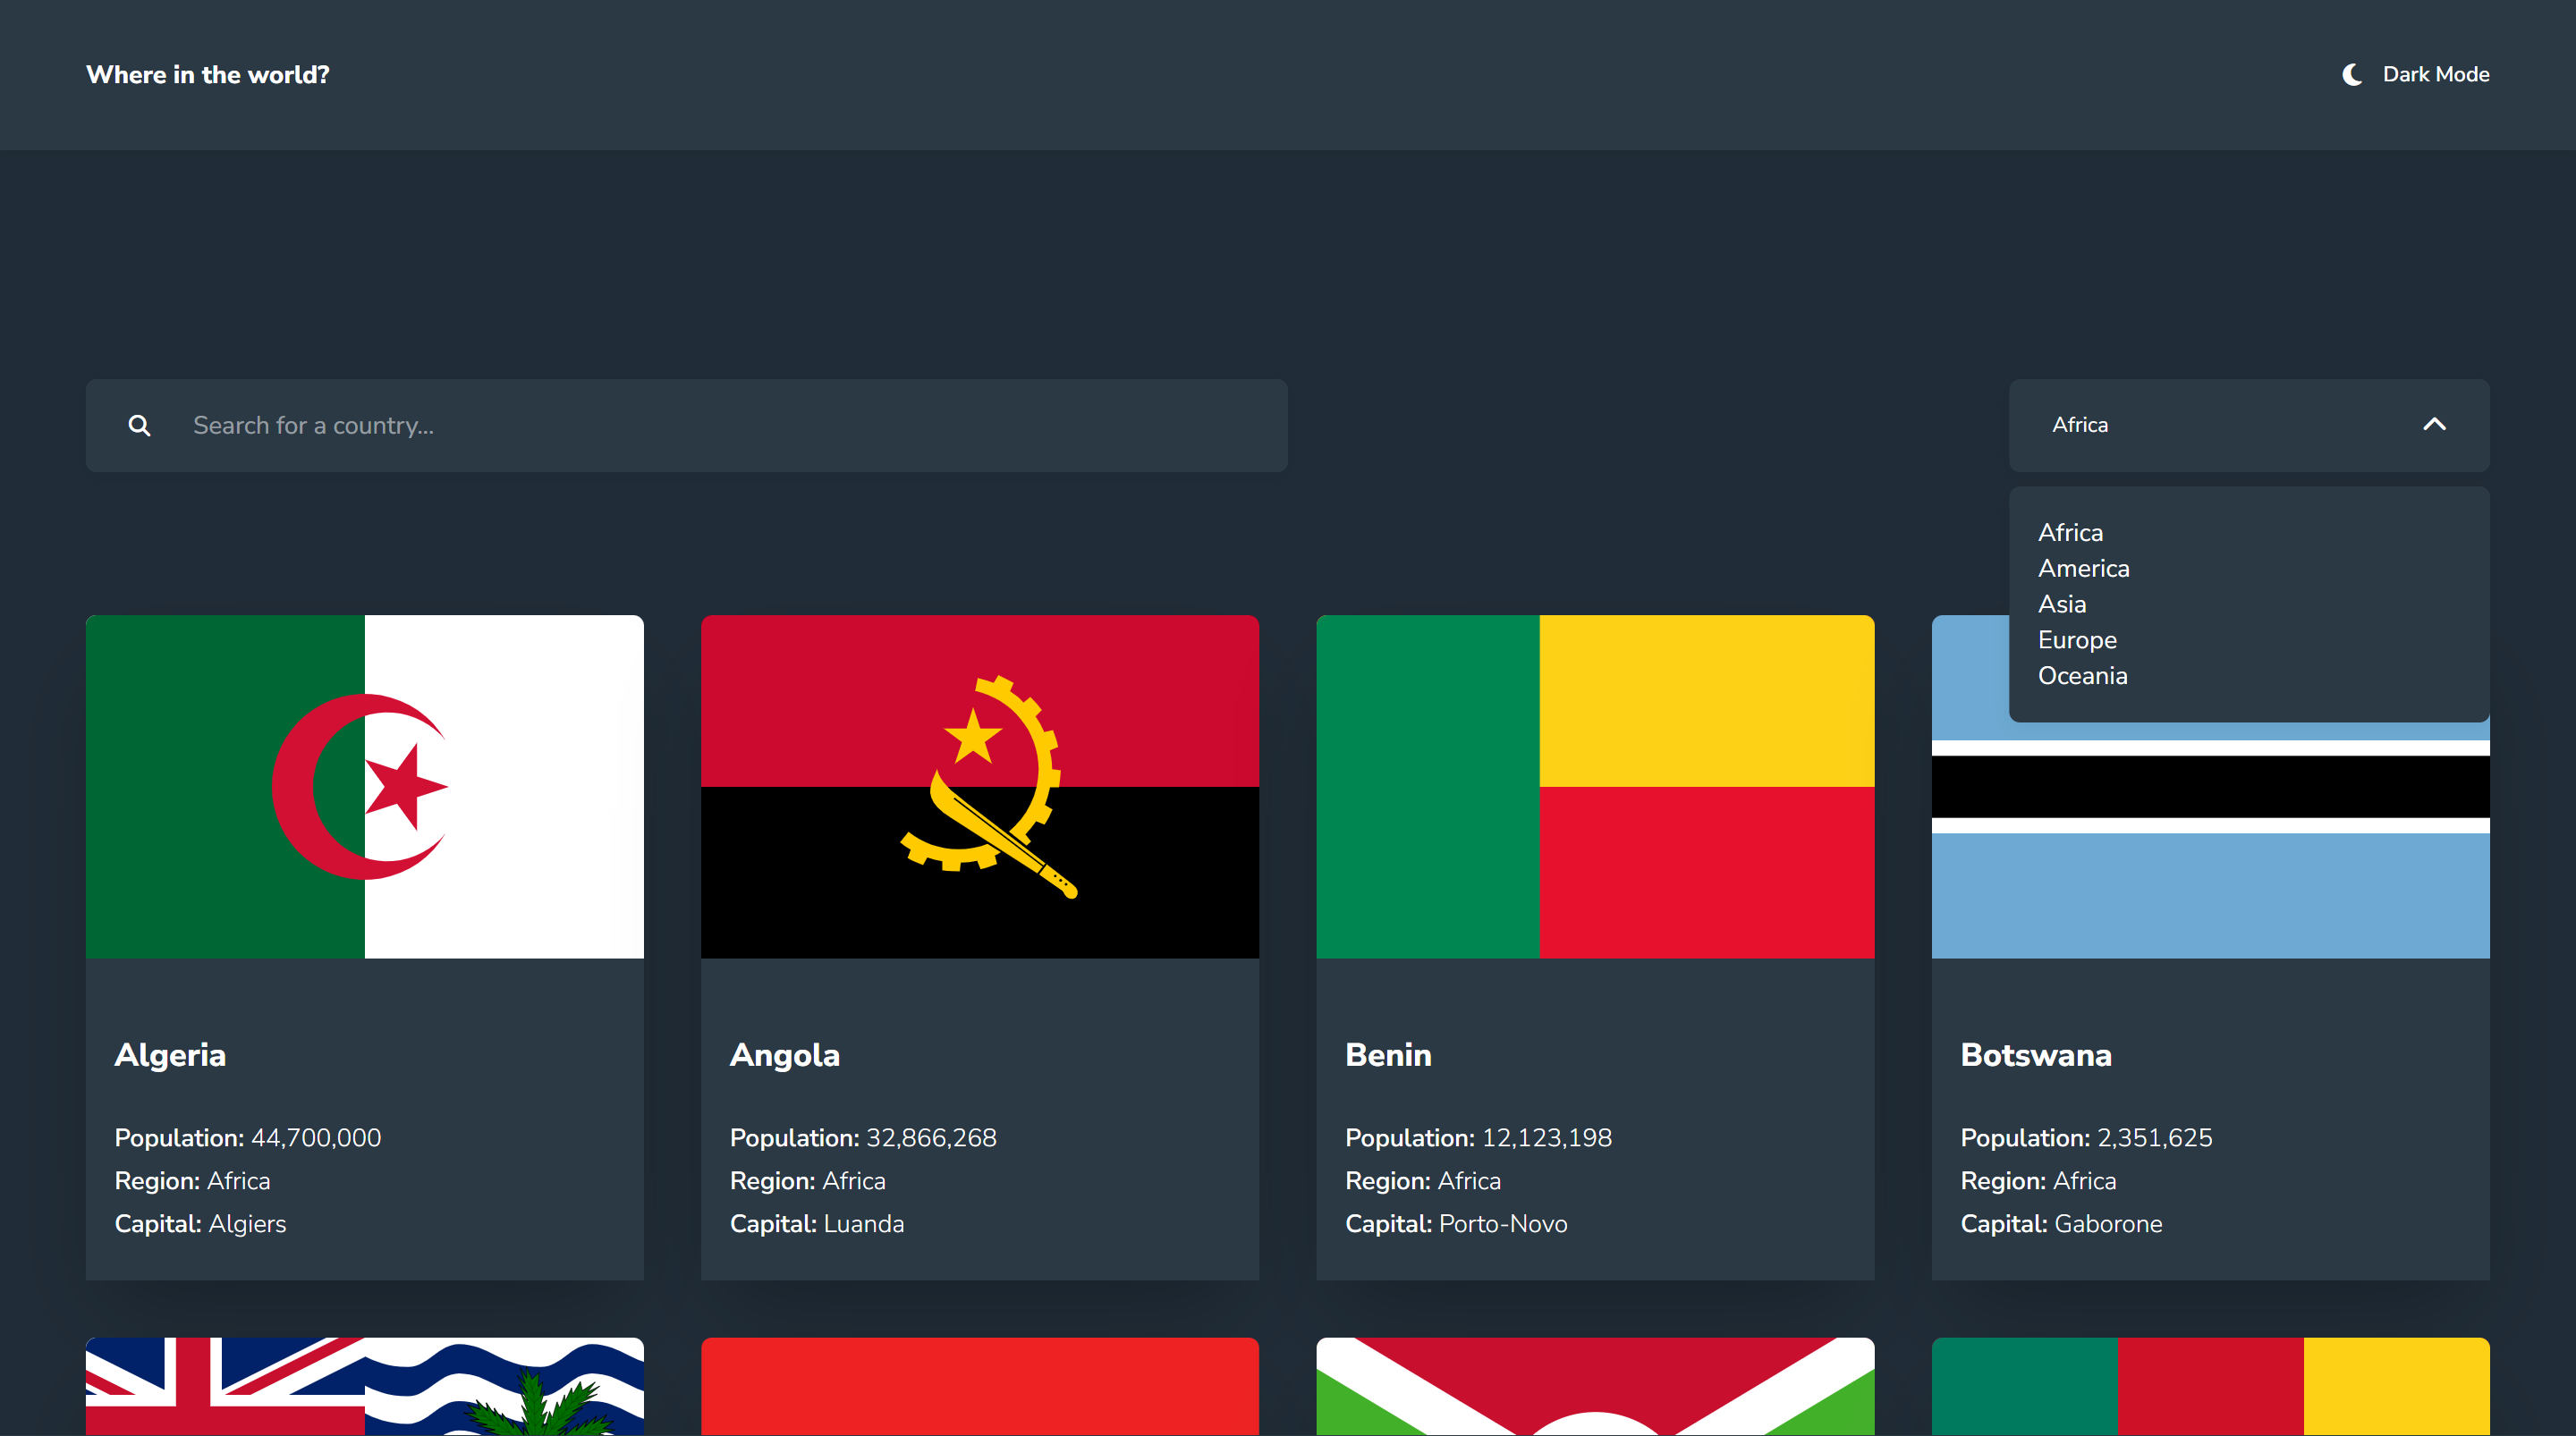 Where in the world?
Dark Mode
Search for a country...
Africa
Africa
America
Asia
Europe
Oceania
Algeria
Population: 44,700,000
Region: Africa
Capital: Algiers
Angola
Population: 32,866,268
Region: Africa
Capital: Luanda
Benin
Population: 12,123,198
Region: Africa
Capital: Porto-Novo
Botswana
Population: 2,351,625
Region: Africa
Capital: Gaborone